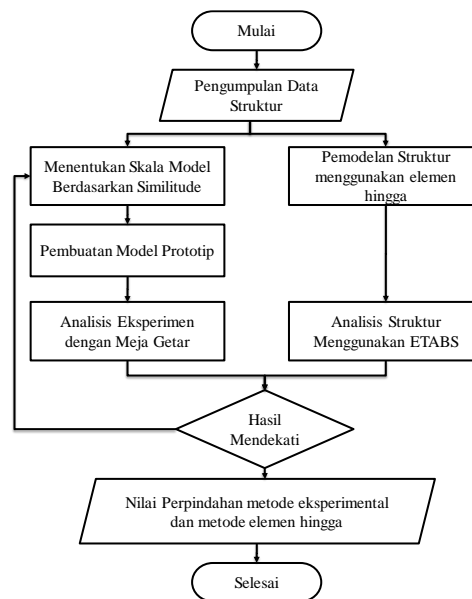 Mulai
Pengumpulan Data
Struktur
Menentukan Skala Model
Berdasarkan Similitude
Pemodelan Struktur
menggunakan elemen
hingga
Pembuatan Model Prototip
Analisis Eksperimen
dengan Meja Getar
Analisis Struktur
Menggunakan ETABS
Hasil
Mendekati
Nilai Perpindahan metode eksperimental
dan metode elemen hingga
Selesai